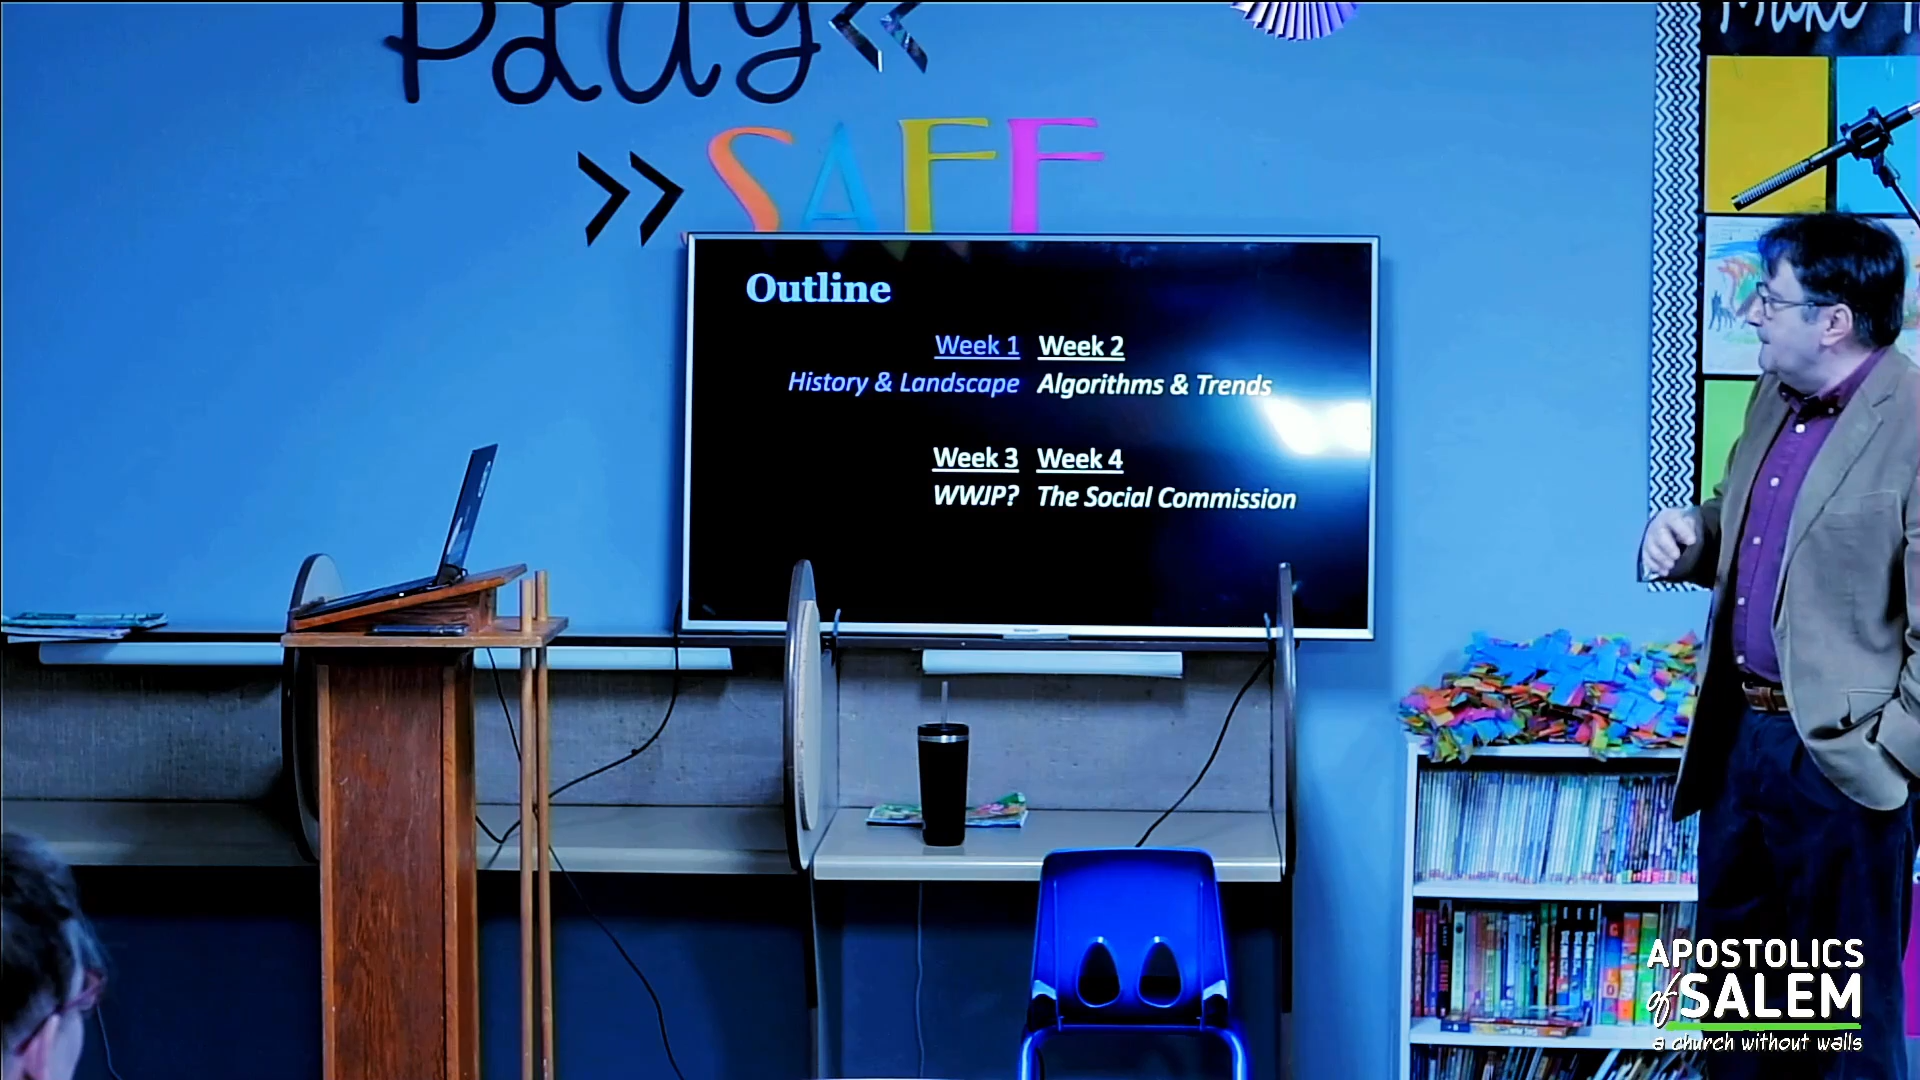 Play
SAFE
Make
Outline
Week 1 Week 2
History & Landscape Algorithms & Trends
Week 3 Week 4
WWJP? The Social Commission
APOSTOLICS
of SALEM
a church without walls